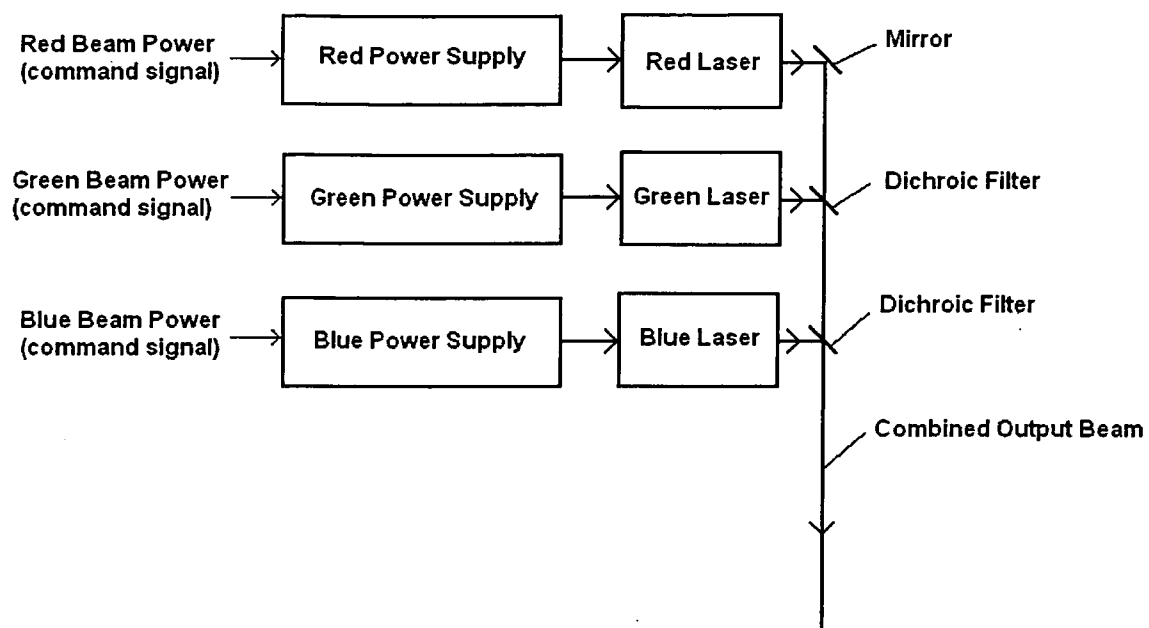 Red Beam Power
(command signal)
Red Power Supply
Red Laser
Mirror
Green Beam Power
(command signal)
Green Power Supply
Green Laser
Dichroic Filter
Blue Beam Power
(command signal)
Blue Power Supply
Blue Laser
Dichroic Filter
Combined Output Beam